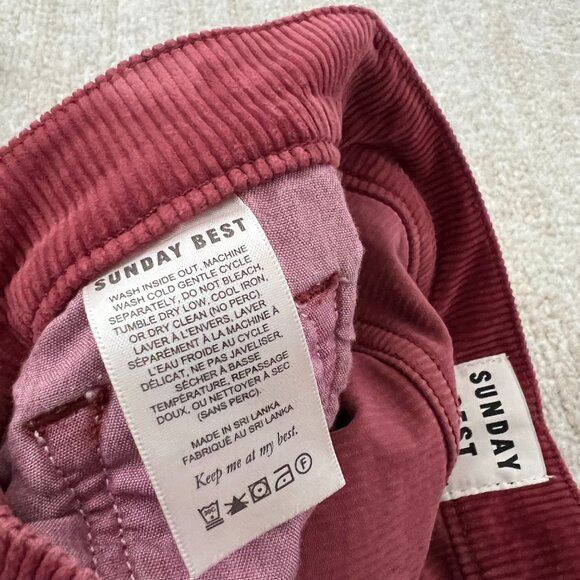 SUNDAY BEST
WASH INSIDE OUT, MACHINE
WASH COLD GENTLE CYCLE
SEPARATELY, DO NOT BLEACH,
TUMBLE DRY LOW, COOL IRON,
OR DRY CLEAN (NO PERC).
LAVER À L'ENVERS, LAVER
SÉPARÉMENT À LA MACHINE À
L'EAU FROIDE AU CYCLE
DÉLICAT, NE PAS JAVELISER,
SÉCHER À BASSE
TEMPÉRATURE, REPASSAGE
DOUX, OU NETTOYER À SEC
(SANS PERC).
MADE IN SRI LANKA
FABRIQUÉ AU SRI LANKA
Keep me at my best.
SUNDAY
BEST